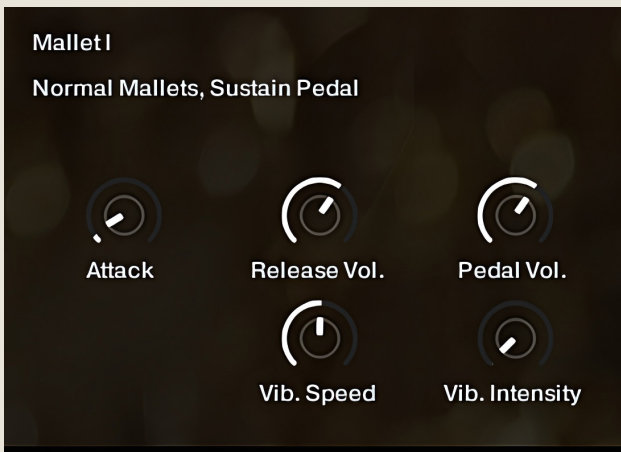 Mallet I
Normal Mallets, Sustain Pedal
Attack
Release Vol.
Pedal Vol.
Vib. Speed
Vib. Intensity